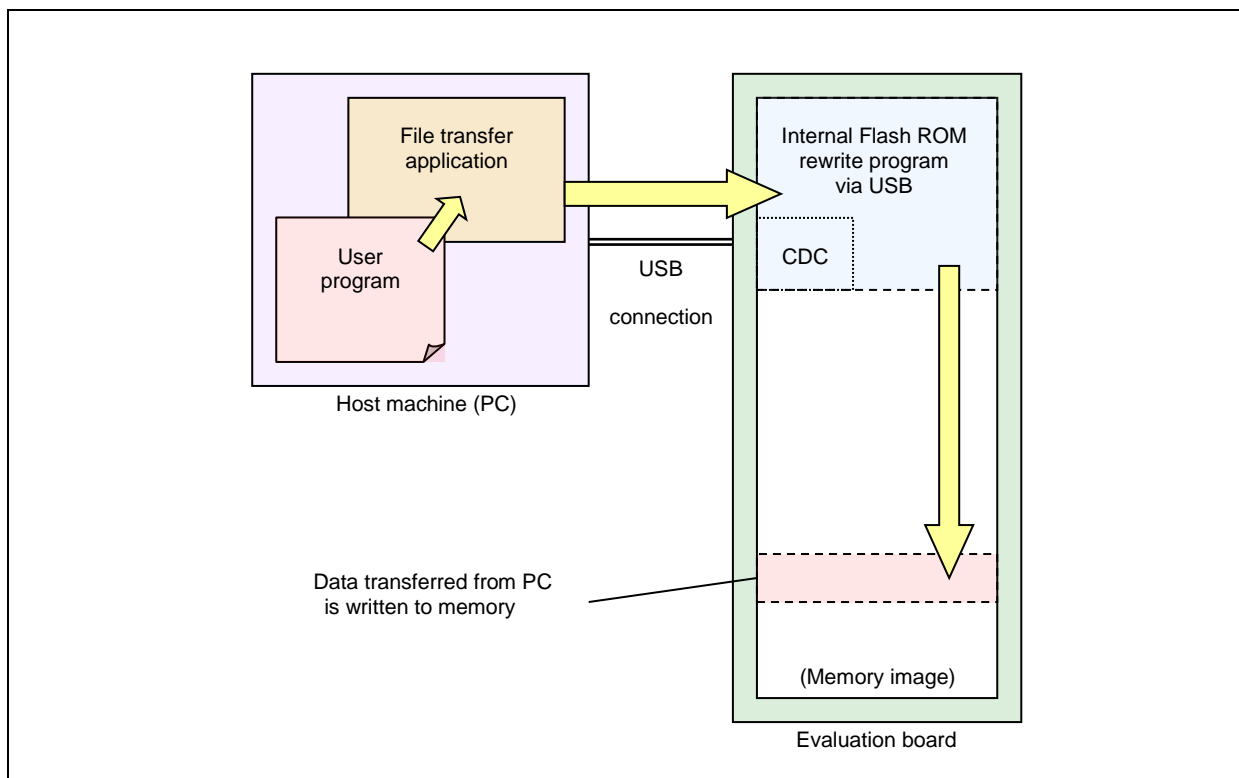 File transfer
application
User
program
Host machine (PC)
USB
connection
Internal Flash ROM
rewrite program
via USB
CDC
Data transferred from PC
is written to memory
(Memory image)
Evaluation board